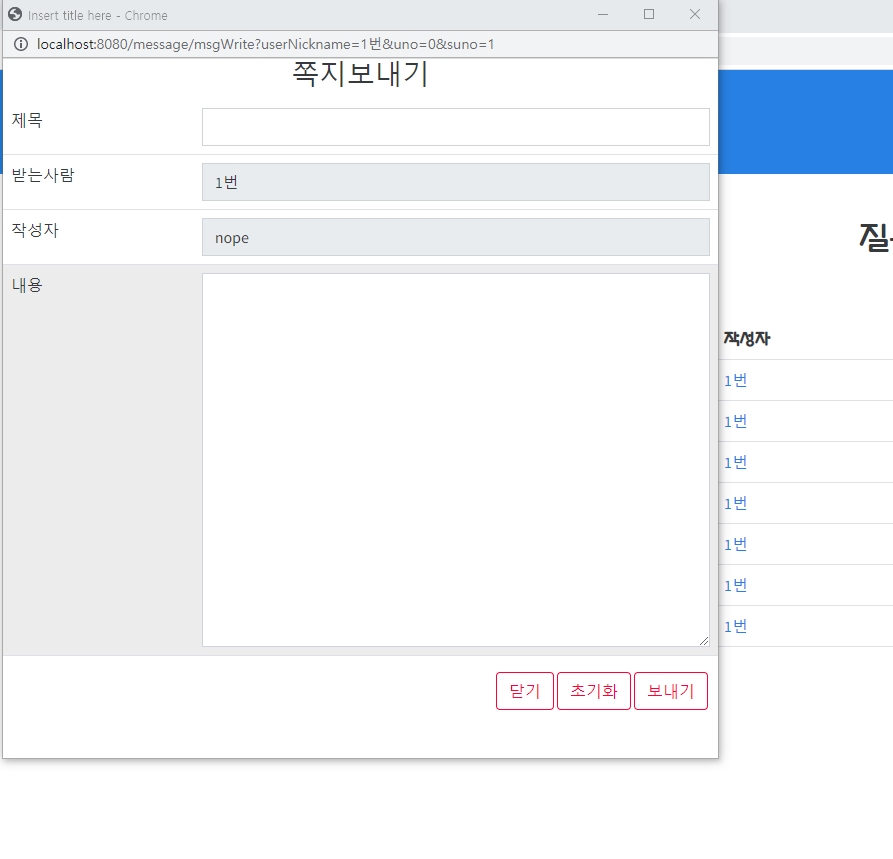 Insert title here - Chrome
localhost:8080/message/msgWrite?userNickname=1번&uno=0&suno=1
쪽지보내기
제목
받는사람 1번
작성자 nope
내용
닫기 초기화 보내기
작성자
1번
1번
1번
1번
1번
1번
1번